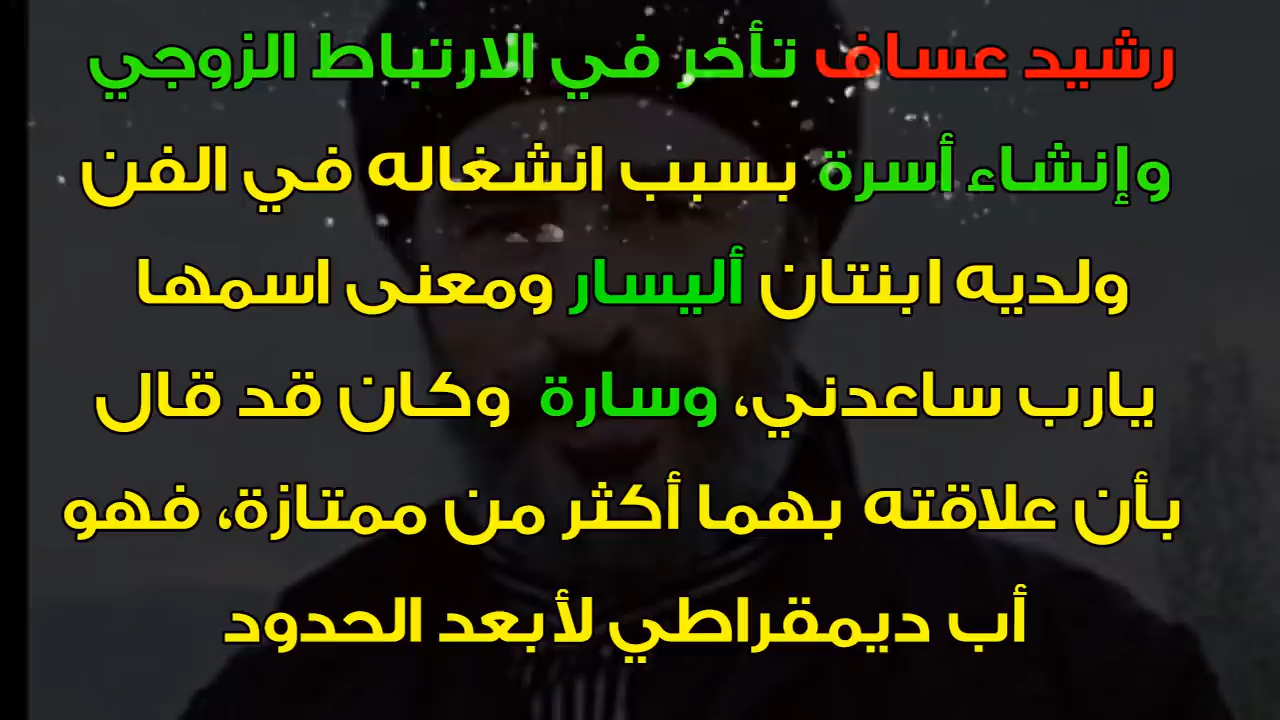 رشيد عساف تأخر في الارتباط الزوجي
وإنشاء أسرة بسبب انشغاله في الفن
ولديه ابنتان أليسار ومعنى اسمها
يارب ساعدني، وسارة وكان قد قال
بأن علاقته بهما أكثر من ممتازة، فهو
أب ديمقراطي لأبعد الحدود